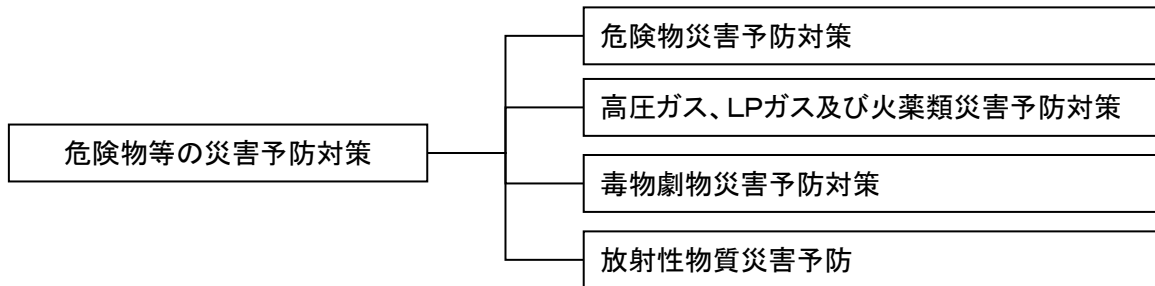 危険物災害予防対策
高圧ガス、LPガス及び火薬類災害予防対策
危険物等の災害予防対策
毒物劇物災害予防対策
放射性物質災害予防